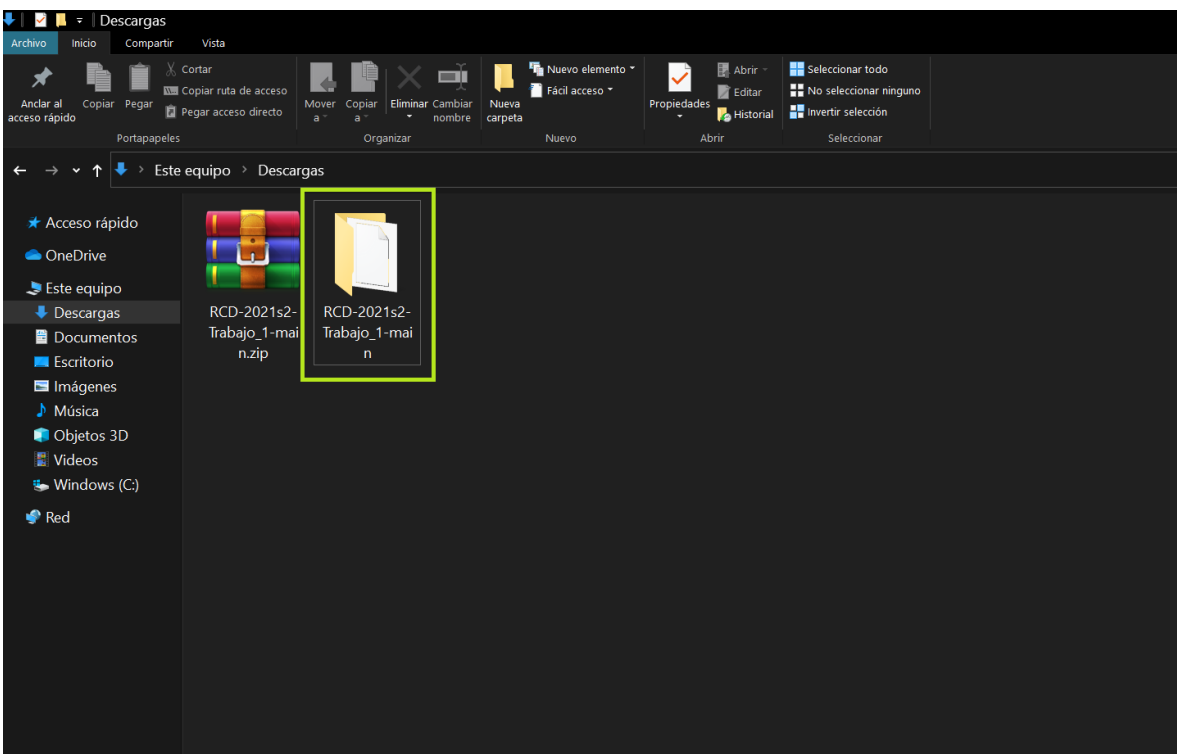 Descargas
Archivo Inicio Compartir Vista
Anclar al
acceso rápido
Copiar
Pegar
Cortar
Copiar ruta de acceso
Pegar acceso directo
Portapapeles
Mover
a
Copiar
a
Eliminar
Cambiar
nombre
Organizar
Nueva
carpeta
Nuevo elemento
Fácil acceso
Nuevo
Propiedades
Abrir
Editar
Historial
Abrir
Seleccionar todo
No seleccionar ninguno
Invertir selección
Seleccionar
Este equipo > Descargas
Acceso rápido
OneDrive
Este equipo
Descargas
Documentos
Escritorio
Imágenes
Música
Objetos 3D
Videos
Windows (C:)
Red
RCD-2021s2-
Trabajo_1-mai
n.zip
RCD-2021s2-
Trabajo_1-mai
n